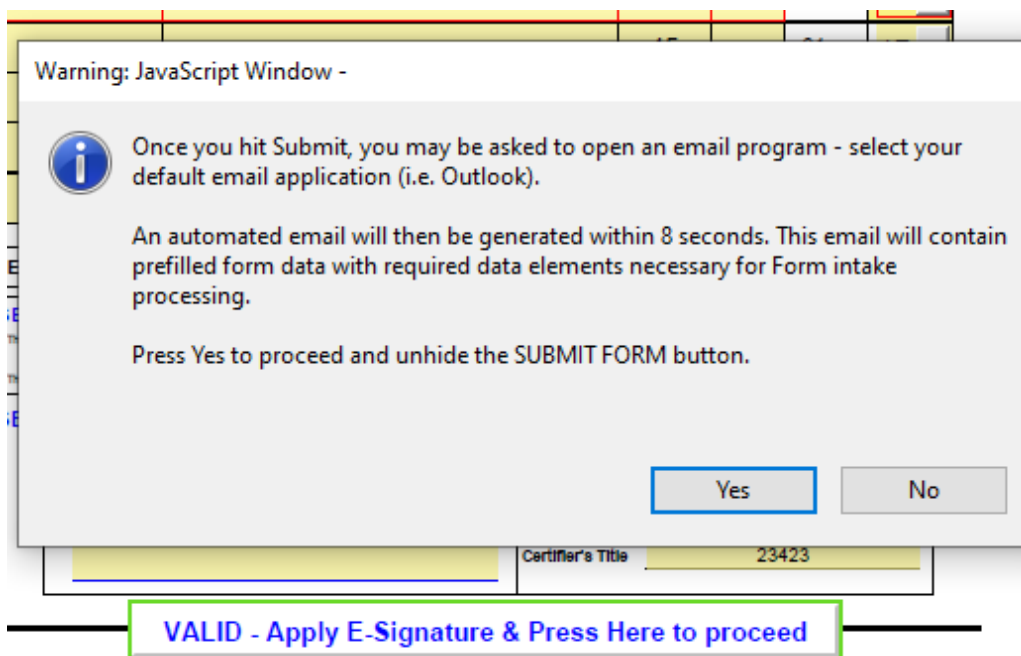 Warning: JavaScript Window -
Once you hit Submit, you may be asked to open an email program - select your
default email application (i.e. Outlook).
An automated email will then be generated within 8 seconds. This email will contain
prefilled form data with required data elements necessary for Form intake
processing.
Press Yes to proceed and unhide the SUBMIT FORM button.
Yes No
Certifier's Title 23423
VALID - Apply E-Signature & Press Here to proceed